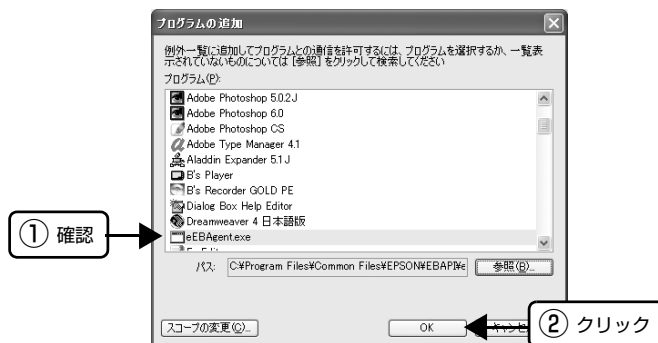 プログラムの追加
例外一覧に追加してプログラムとの通信を許可するには、プログラムを選択するか、一覧表
示されていないものについては [参照] をクリックして検索してください
プログラム(P):
Adobe Photoshop 5.0.2J
Adobe Photoshop 6.0
Adobe Photoshop CS
Adobe Type Manager 4.1
Aladdin Expander 5.1 J
B's Player
B's Recorder GOLD PE
Dialog Box Help Editor
Dreamweaver 4 日本語版
① 確認
eEBAgent.exe
パス: C:¥Program Files¥Common Files¥EPSON¥EBAPI¥e 参照(B)...
スコープの変更(C)... OK
② クリック